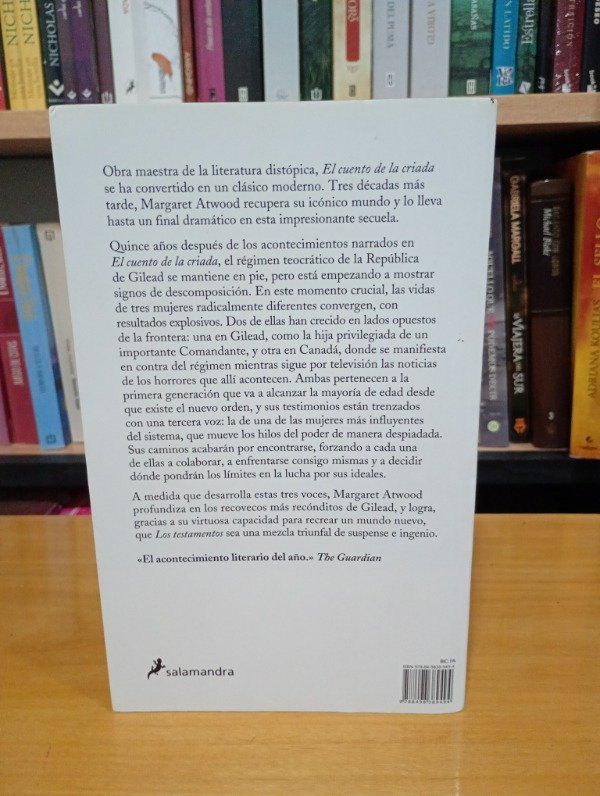 NICHOLAS
Obra maestra de la literatura distópica, El cuento de la criada
se ha convertido en un clásico moderno. Tres décadas más
tarde, Margaret Atwood recupera su icónico mundo y lo lleva
hasta un final dramático en esta impresionante secuela.
Quince años después de los acontecimientos narrados en
El cuento de la criada, el régimen teocrático de la República
de Gilead se mantiene en pie, pero está empezando a mostrar
signos de descomposición. En este momento crucial, las vidas
de tres mujeres radicalmente diferentes convergen, con
resultados explosivos. Dos de ellas han crecido en lados opuestos
de la frontera: una en Gilead, como la hija privilegiada de un
importante Comandante, y otra en Canadá, donde se manifiesta
en contra del régimen mientras sigue por televisión las noticias
de los horrores que allí acontecen. Ambas pertenecen a la
primera generación que va a alcanzar la mayoría de edad desde
que existe el nuevo orden, y sus testimonios están trenzados
con una tercera voz: la de una de las mujeres más influyentes
del sistema, que mueve los hilos del poder de manera despiadada.
Sus caminos acabarán por encontrarse, forzando a cada una
de ellas a colaborar, a enfrentarse consigo mismas y a decidir
dónde pondrán los límites en la lucha por sus ideales.
A medida que desarrolla estas tres voces, Margaret Atwood
profundiza en los recovecos más recónditos de Gilead, y logra,
gracias a su virtuosa capacidad para recrear un mundo nuevo,
que Los testamentos sea una mezcla triunfal de suspense e ingenio.
«El acontecimiento literario del año.» The Guardian
salamandra
GABRIELA MARGALL
la VIAJERA del SUR
ADRIANA KOULIAS